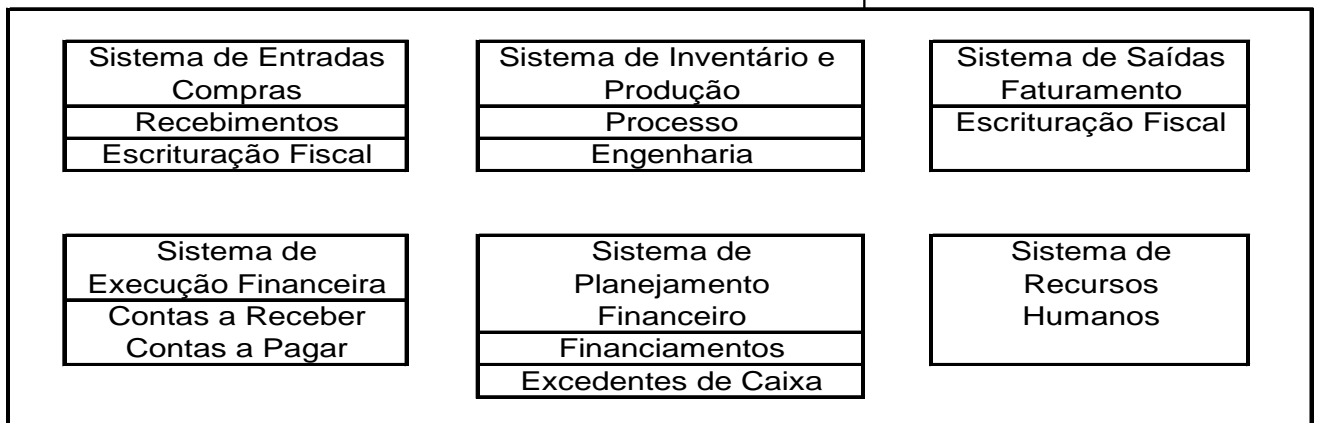 Sistema de Entradas
Compras
Recebimentos
Escrituração Fiscal
Sistema de Inventário e
Produção
Processo
Engenharia
Sistema de Saídas
Faturamento
Escrituração Fiscal
Sistema de
Execução Financeira
Contas a Receber
Contas a Pagar
Sistema de
Planejamento
Financeiro
Financiamentos
Excedentes de Caixa
Sistema de
Recursos
Humanos